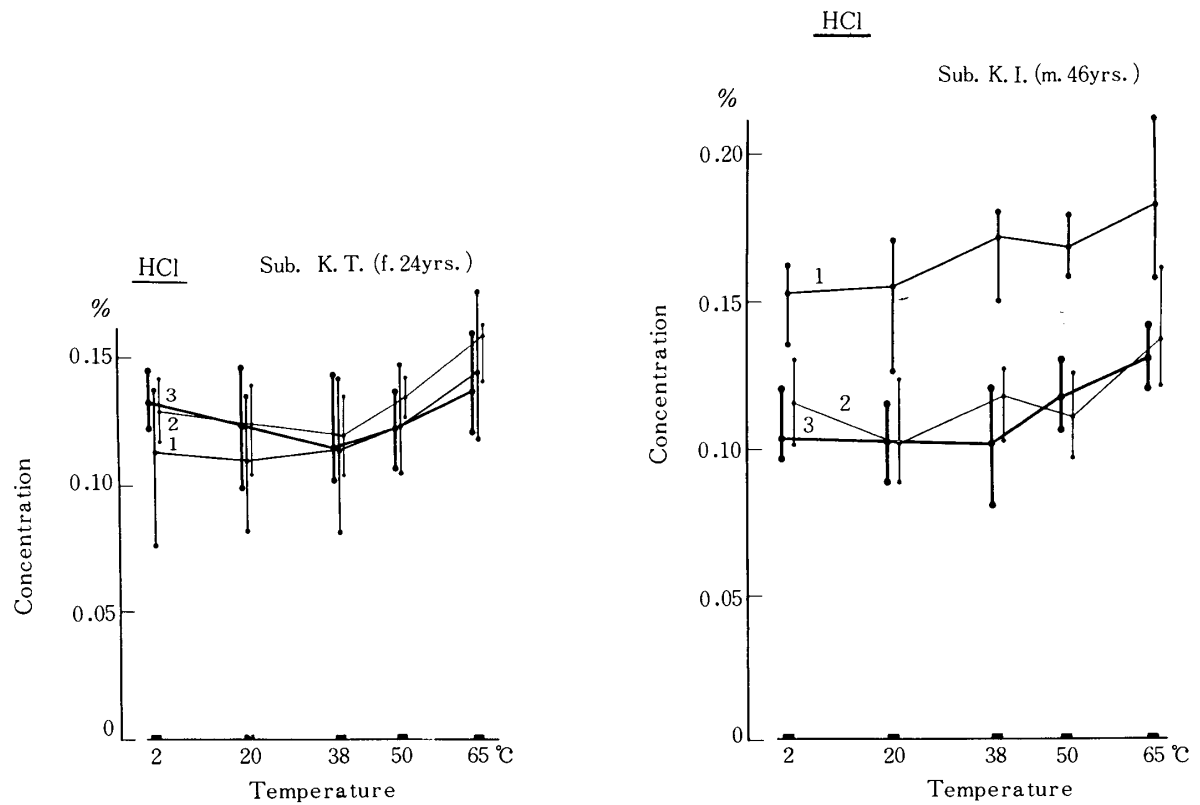 HCl
Sub. K. T. (f. 24yrs.)
%
0.15
0.10
0.05
0
Concentration
3
2
1
2 20 38 50 65 ℃
Temperature
HCl
Sub. K. I. (m. 46yrs.)
%
0.20
0.15
0.10
0.05
0
Concentration
1
2
3
2 20 38 50 65 ℃
Temperature